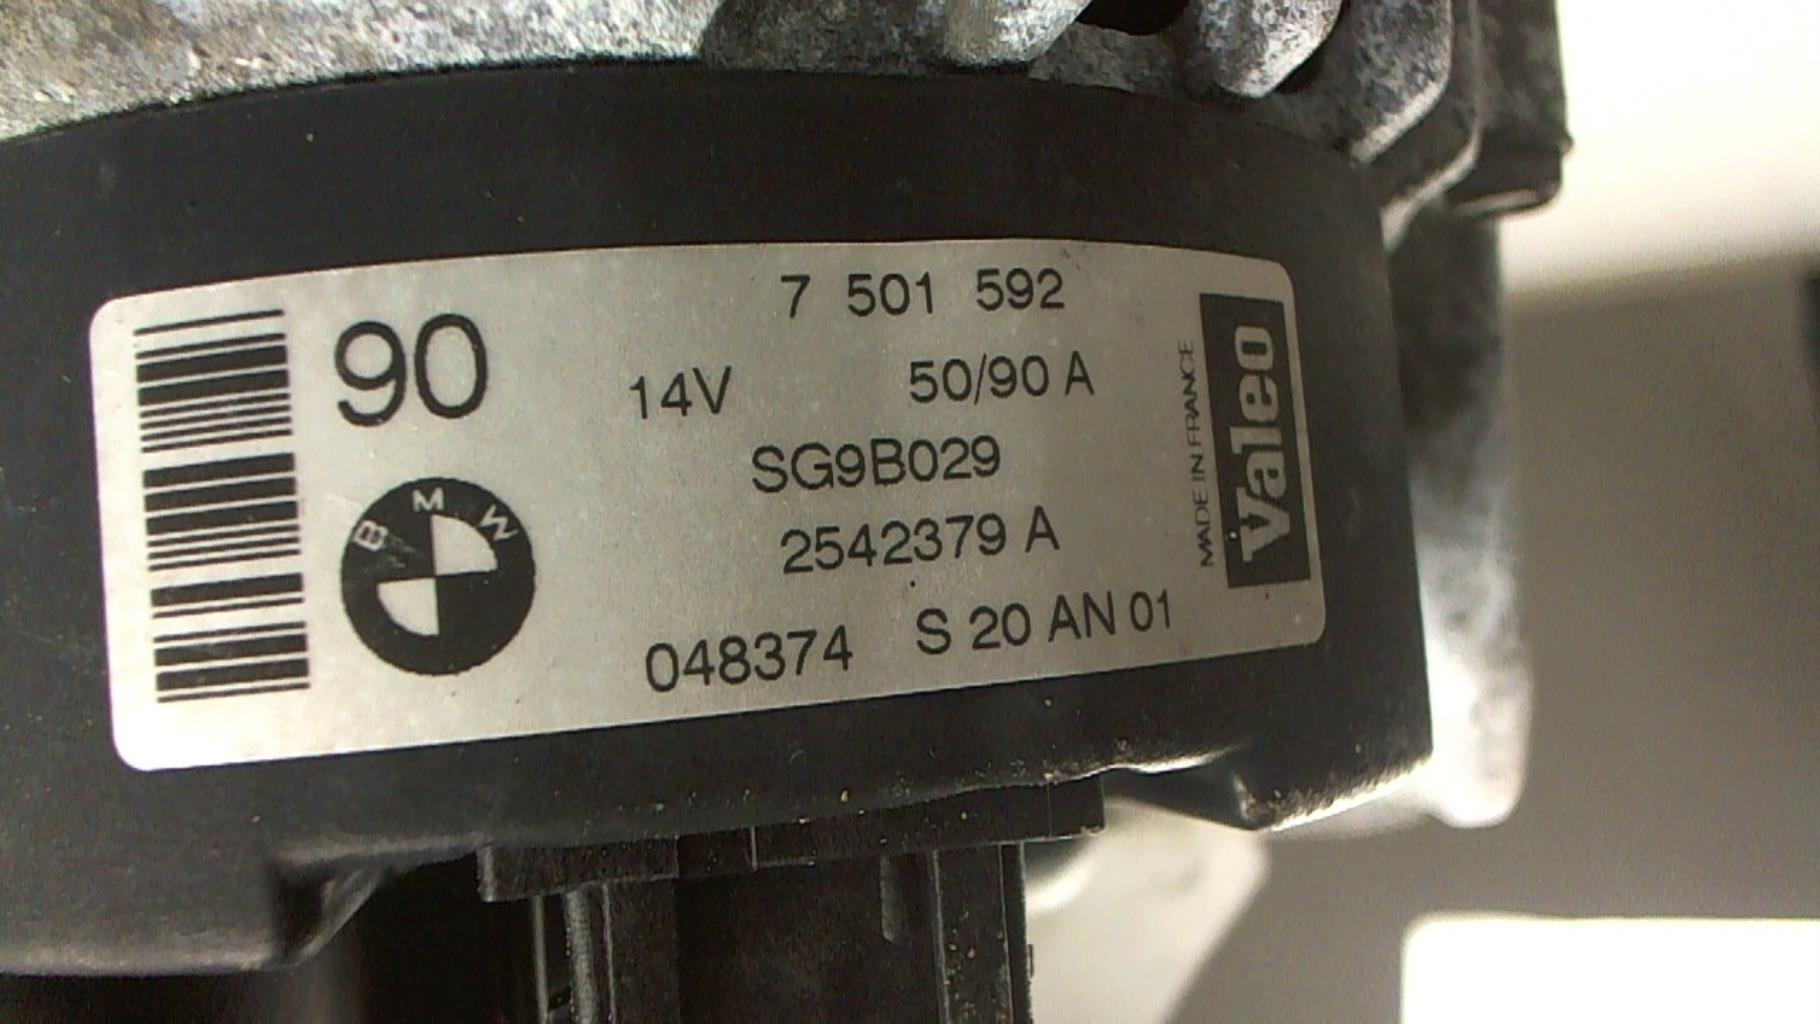 7 501 592
90
14V 50/90 A
SG9B029
2542379 A
048374 S 20 AN 01
BMW
MADE IN FRANCE
Valeo